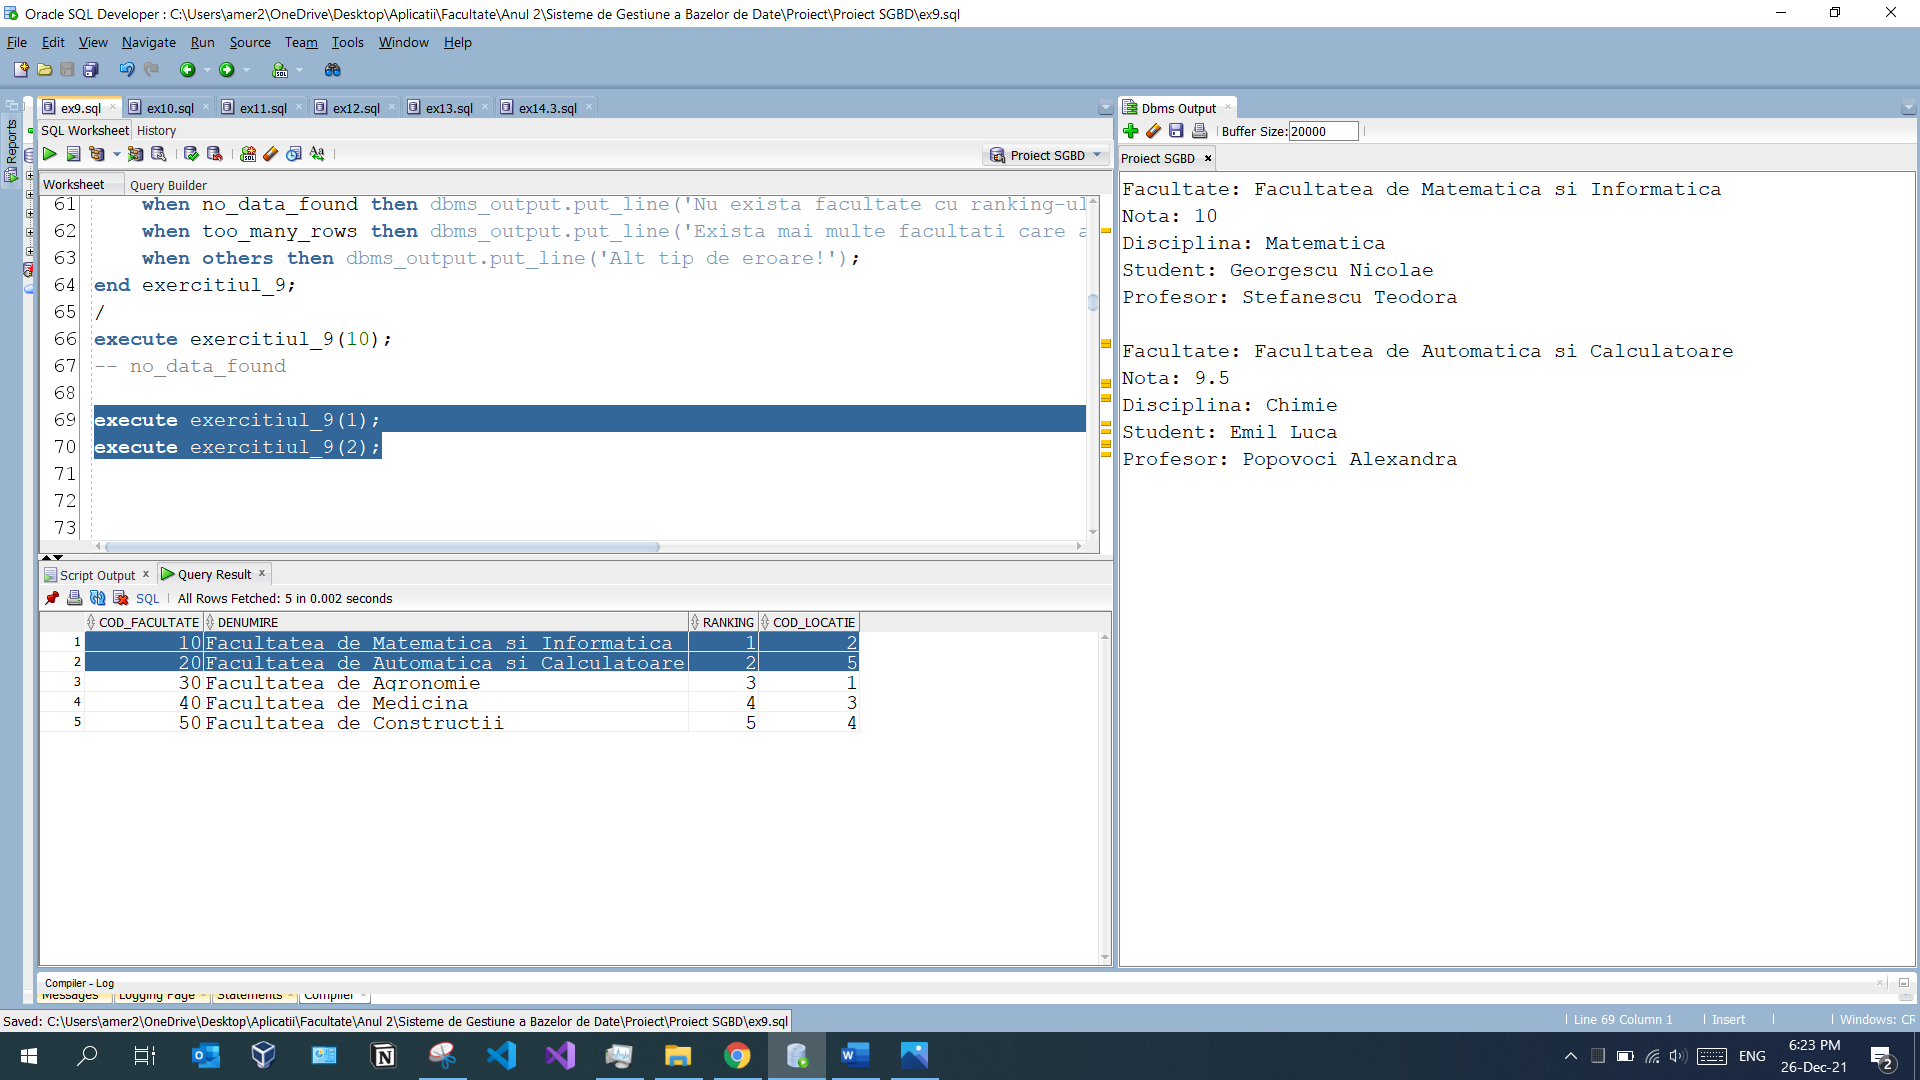 Oracle SQL Developer : C:\Users\amer2\OneDrive\Desktop\Aplicatii\Facultate\Anul 2\Sisteme de Gestiune a Bazelor de Date\Proiect\Proiect SGBD\ex9.sql
File Edit View Navigate Run Source Team Tools Window Help
ex9.sql ex10.sql ex11.sql ex12.sql ex13.sql ex14.3.sql
SQL Worksheet History
Reports
Proiect SGBD
Worksheet Query Builder
61 when no_data_found then dbms_output.put_line('Nu exista facultate cu ranking-ul
62 when too_many_rows then dbms_output.put_line('Exista mai multe facultati care a
63 when others then dbms_output.put_line('Alt tip de eroare!');
64 end exercitiul_9;
65 /
66 execute exercitiul_9(10);
67 -- no_data_found
68
69 execute exercitiul_9(1);
70 execute exercitiul_9(2);
71
72
73
Script Output Query Result
SQL All Rows Fetched: 5 in 0.002 seconds
COD_FACULTATE DENUMIRE RANKING COD_LOCATIE
1 10 Facultatea de Matematica si Informatica 1 2
2 20 Facultatea de Automatica si Calculatoare 2 5
3 30 Facultatea de Agronomie 3 1
4 40 Facultatea de Medicina 4 3
5 50 Facultatea de Constructii 5 4
Dbms Output
Buffer Size: 20000
Proiect SGBD
Facultate: Facultatea de Matematica si Informatica
Nota: 10
Disciplina: Matematica
Student: Georgescu Nicolae
Profesor: Stefanescu Teodora
Facultate: Facultatea de Automatica si Calculatoare
Nota: 9.5
Disciplina: Chimie
Student: Emil Luca
Profesor: Popovoci Alexandra
Compiler - Log
Messages Logging Page Statements Compiler
Saved: C:\Users\amer2\OneDrive\Desktop\Aplicatii\Facultate\Anul 2\Sisteme de Gestiune a Bazelor de Date\Proiect\Proiect SGBD\ex9.sql
Line 69 Column 1 Insert Windows: CR
ENG
6:23 PM
26-Dec-21
2